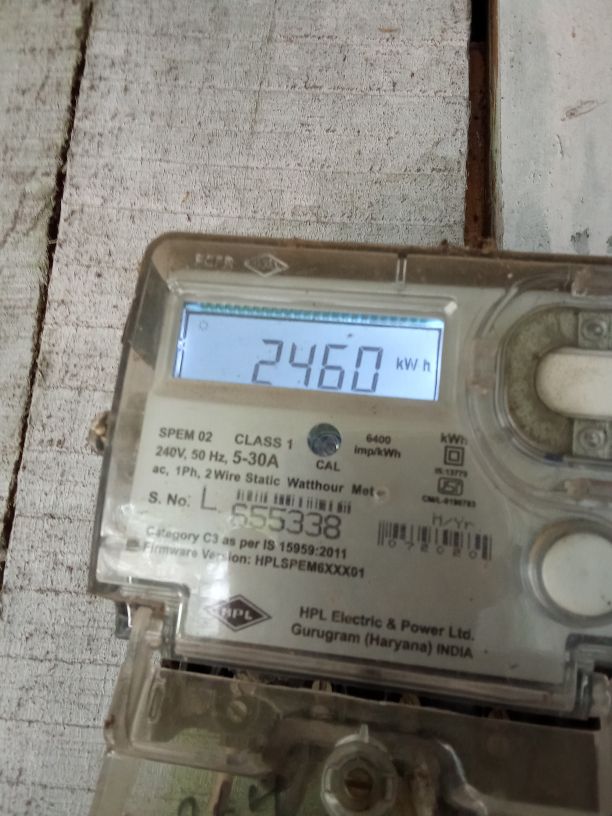 2460 kWh
SPEM 02 CLASS 1
240V, 50 Hz, 5-30A
CAL
6400
imp/kWh
kWh
IS:13779
ac, 1Ph, 2 Wire Static Watthour
S. No: L 655338
M/Yr
Category C3 as per IS 15959:2011
Firmware Version: HPLSPEM6XXX01
HPL
HPL Electric & Power Ltd.
Gurugram (Haryana) INDIA